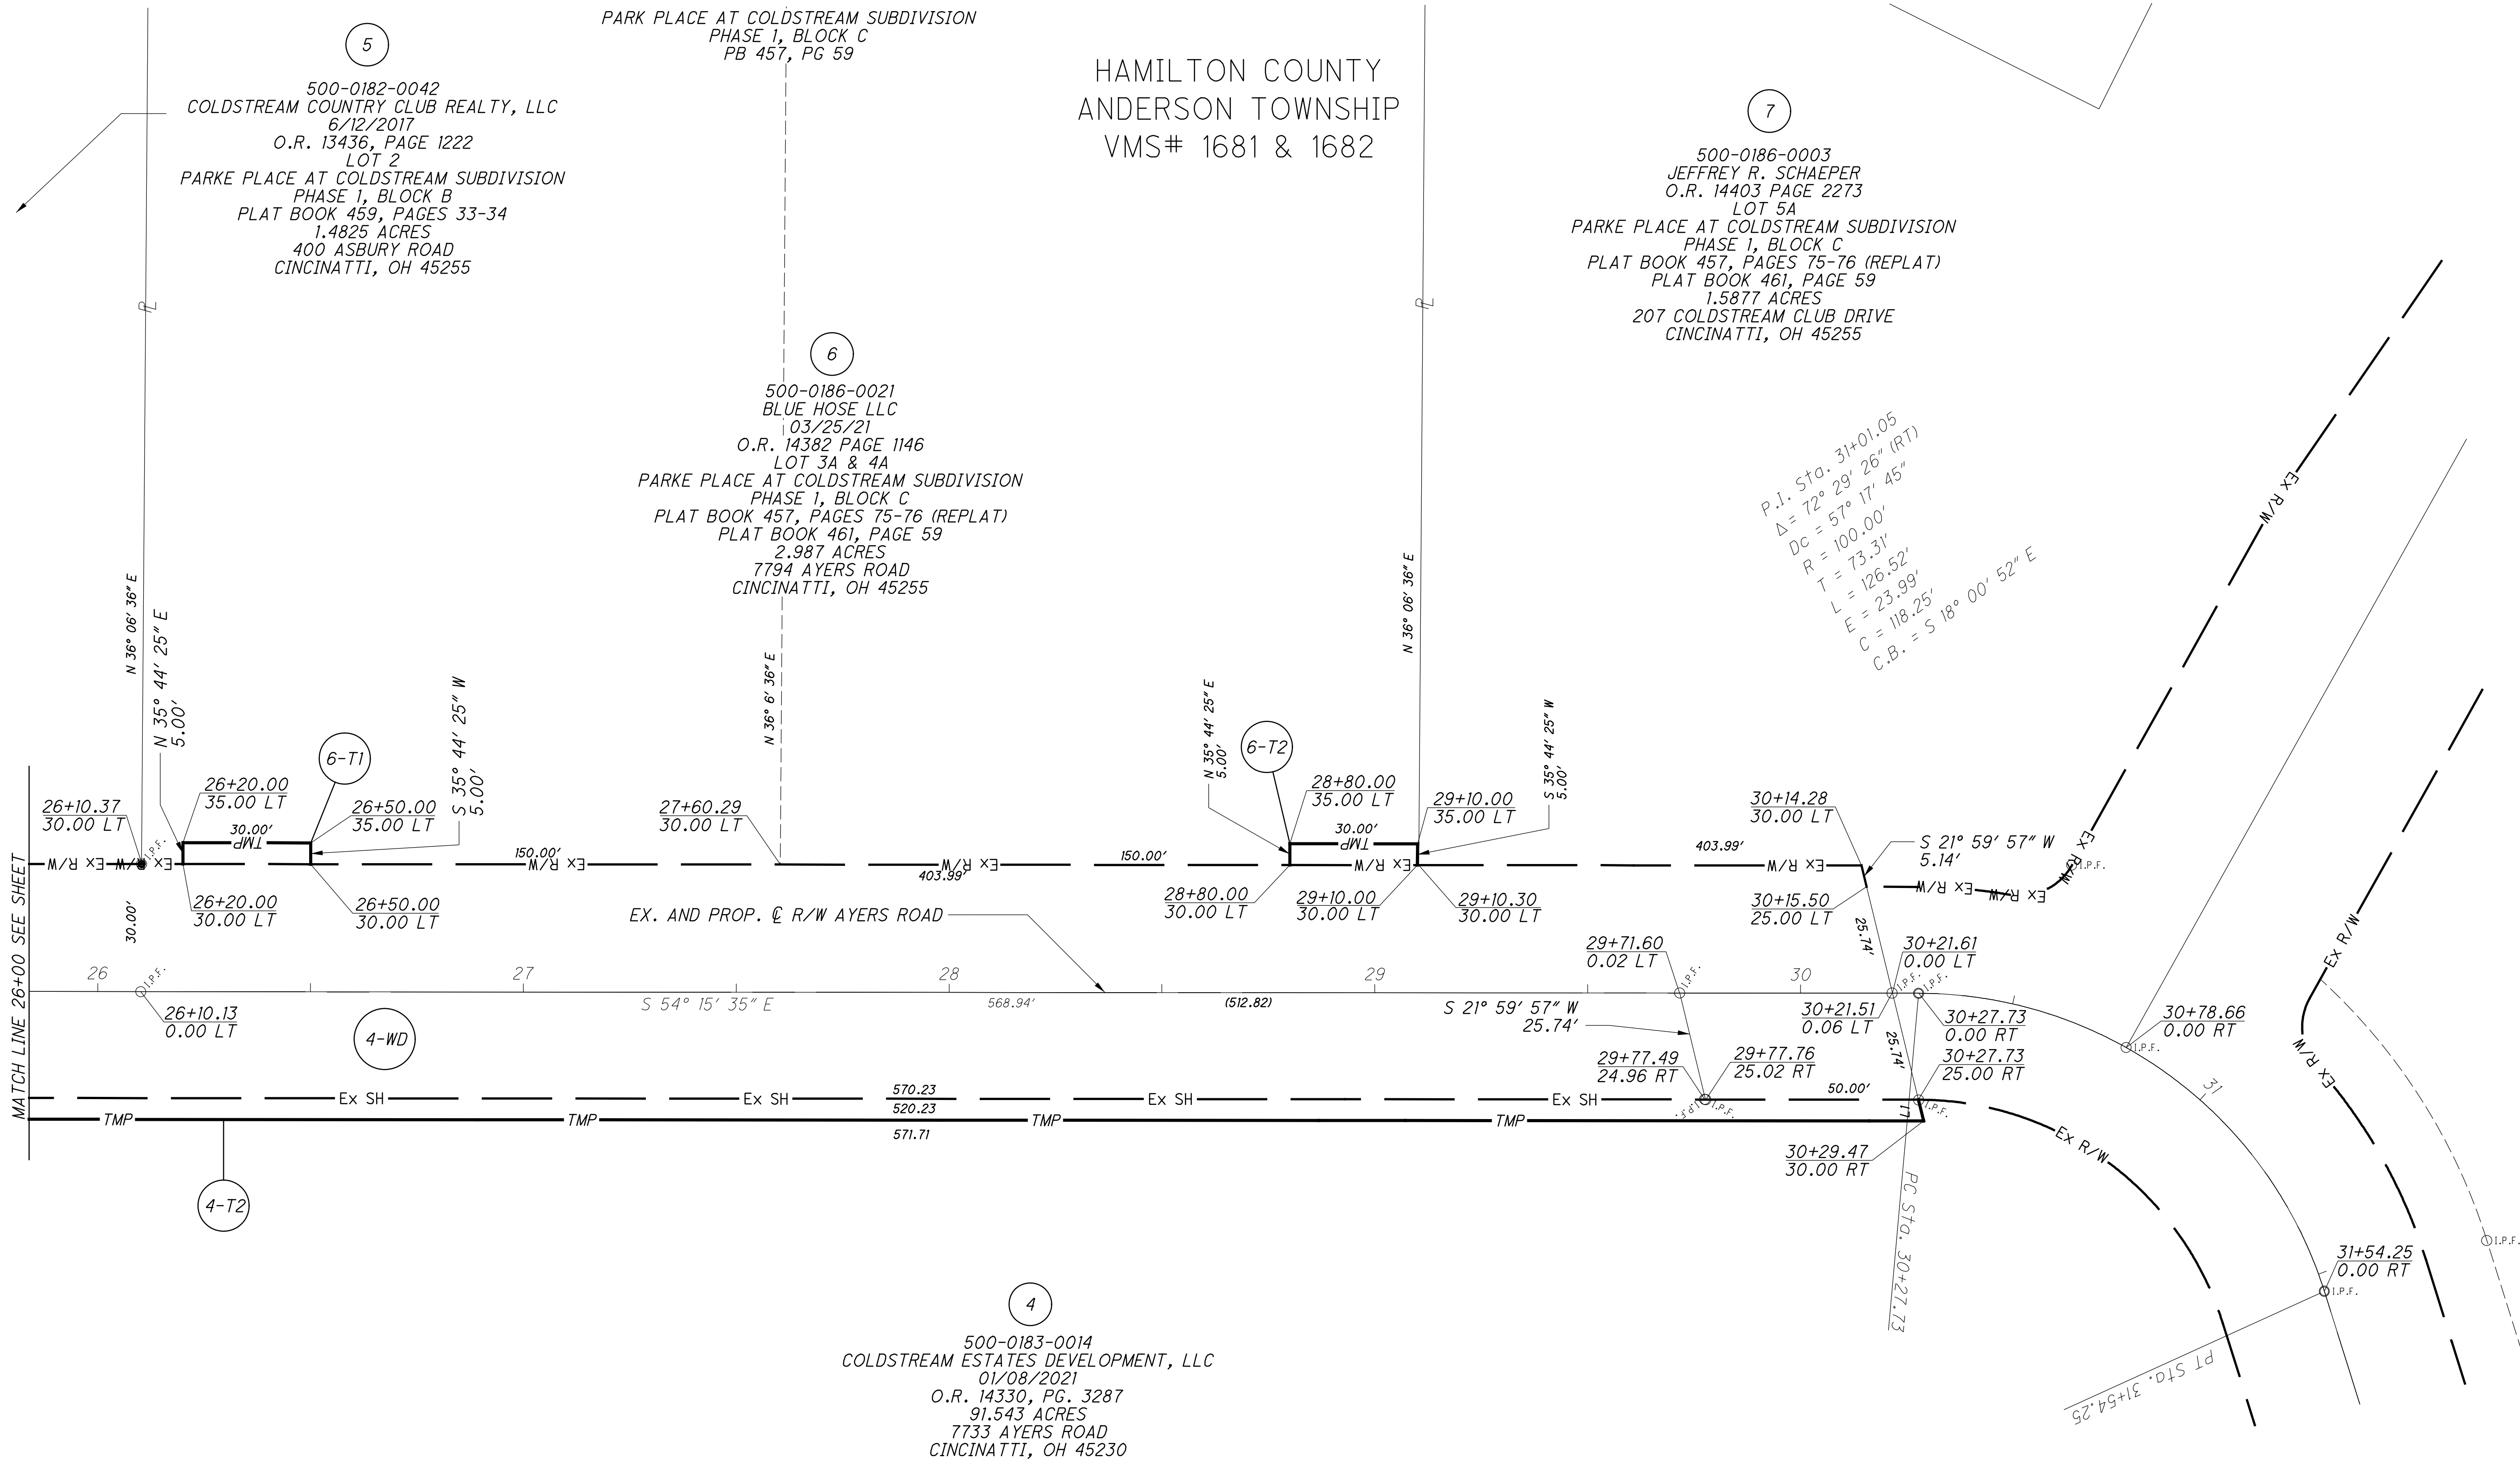 PARK PLACE AT COLDSTREAM SUBDIVISION
PHASE 1, BLOCK C
PB 457, PG 59
HAMILTON COUNTY
ANDERSON TOWNSHIP
VMS# 1681 & 1682
5
500-0182-0042
COLDSTREAM COUNTRY CLUB REALTY, LLC
6/12/2017
O.R. 13436, PAGE 1222
LOT 2
PARKE PLACE AT COLDSTREAM SUBDIVISION
PHASE 1, BLOCK B
PLAT BOOK 459, PAGES 33-34
1.4825 ACRES
400 ASBURY ROAD
CINCINATTI, OH 45255
7
500-0186-0003
JEFFREY R. SCHAEPER
O.R. 14403 PAGE 2273
LOT 5A
PARKE PLACE AT COLDSTREAM SUBDIVISION
PHASE 1, BLOCK C
PLAT BOOK 457, PAGES 75-76 (REPLAT)
PLAT BOOK 461, PAGE 59
1.5877 ACRES
207 COLDSTREAM CLUB DRIVE
CINCINATTI, OH 45255
PL
PL
6
500-0186-0021
BLUE HOSE LLC
03/25/21
O.R. 14382 PAGE 1146
LOT 3A & 4A
PARKE PLACE AT COLDSTREAM SUBDIVISION
PHASE 1, BLOCK C
PLAT BOOK 457, PAGES 75-76 (REPLAT)
PLAT BOOK 461, PAGE 59
2.987 ACRES
7794 AYERS ROAD
CINCINATTI, OH 45255
P.I. Sta. 31+01.05
Δ = 72° 29' 26" (RT)
Dc = 57° 17' 45"
R = 100.00'
T = 73.31'
L = 126.52'
E = 23.99'
C = 118.25'
C.B. = S 18° 00' 52" E
N 36° 06' 36" E
N 35° 44' 25" E
5.00'
S 35° 44' 25" W
5.00'
N 36° 6' 36" E
N 36° 06' 36" E
N 35° 44' 25" E
5.00'
S 35° 44' 25" W
5.00'
6-T1
6-T2
26+10.37
30.00 LT
26+20.00
35.00 LT
26+50.00
35.00 LT
27+60.29
30.00 LT
28+80.00
35.00 LT
29+10.00
35.00 LT
30+14.28
30.00 LT
S 21° 59' 57" W
5.14'
30.00'
TMP
30.00'
TMP
I.P.F.
Ex R/W
Ex R/W
Ex R/W
150.00'
Ex R/W
403.99'
150.00'
Ex R/W
403.99'
Ex R/W
Ex R/W
Ex R/W
Ex R/W
Ex R/W
I.P.F.
26+20.00
30.00 LT
26+50.00
30.00 LT
28+80.00
30.00 LT
29+10.00
30.00 LT
29+10.30
30.00 LT
30+15.50
25.00 LT
30.00'
25.74'
EX. AND PROP. ℄ R/W AYERS ROAD
29+71.60
0.02 LT
30+21.61
0.00 LT
26
27
28
29
30
31
I.P.F.
I.P.F.
I.P.F.
I.P.F.
26+10.13
0.00 LT
S 54° 15' 35" E
568.94'
(512.82)
S 21° 59' 57" W
25.74'
30+21.51
0.06 LT
30+27.73
0.00 RT
30+78.66
0.00 RT
I.P.F.
4-WD
25.74'
29+77.49
24.96 RT
29+77.76
25.02 RT
30+27.73
25.00 RT
Ex R/W
Ex R/W
Ex SH
Ex SH
570.23
Ex SH
Ex SH
50.00'
I.P.F.
I.P.F.
I.P.F.
520.23
TMP
TMP
TMP
TMP
571.71
L1
30+29.47
30.00 RT
Ex R/W
4-T2
PC Sta. 30+27.73
MATCH LINE 26+00 SEE SHEET
31+54.25
0.00 RT
I.P.F.
I.P.F.
PT Sta. 31+54.25
4
500-0183-0014
COLDSTREAM ESTATES DEVELOPMENT, LLC
01/08/2021
O.R. 14330, PG. 3287
91.543 ACRES
7733 AYERS ROAD
CINCINATTI, OH 45230